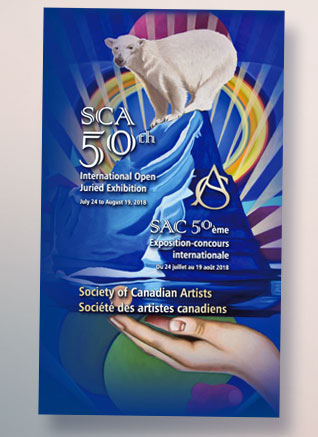 SCA
50th
International Open
Juried Exhibition
July 24 to August 19, 2018
SAC 50ème
Exposition-concours
internationale
Du 24 juillet au 19 août 2018
Society of Canadian Artists
Société des artistes canadiens